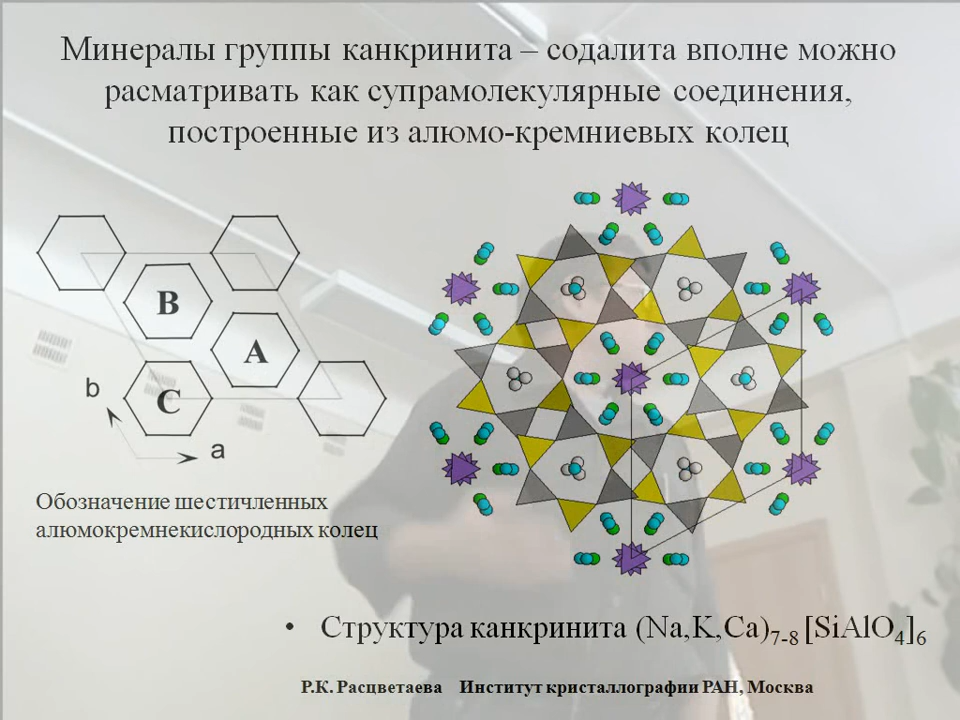 Минералы группы канкринита – содалита вполне можно
расматривать как супрамолекулярные соединения,
построенные из алюмо-кремниевых колец
B
A
C
b
a
Обозначение шестичленных
алюмокремнекислородных колец
• Структура канкринита (Na,K,Ca)7-8 [SiAlO4]6
Р.К. Расцветаева Институт кристаллографии РАН, Москва